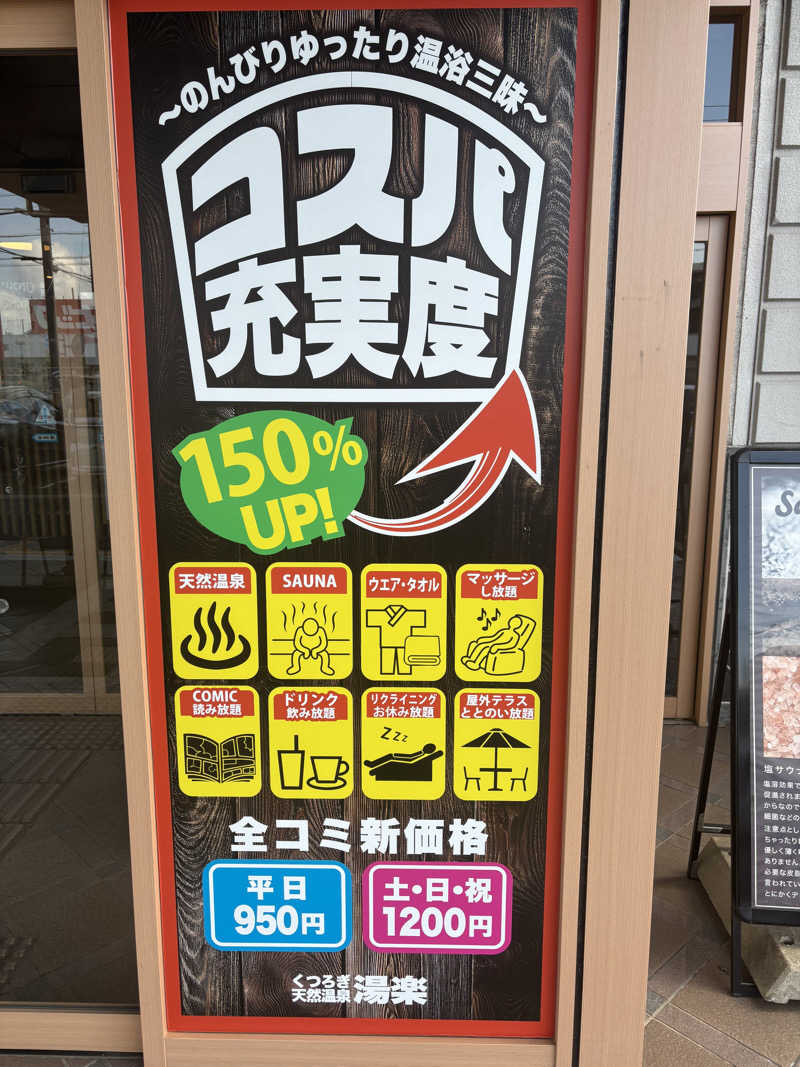 ～のんびりゆったり温浴三昧～
コスパ
充実度
150%
UP!
天然温泉
SAUNA
ウエア・タオル
マッサージ
し放題
COMIC
読み放題
ドリンク
飲み放題
リクライニング
お休み放題
屋外テラス
ととのい放題
ZZZ
全コミ新価格
平日
950円
土・日・祝
1200円
くつろぎ
天然温泉
湯楽
塩サウナ